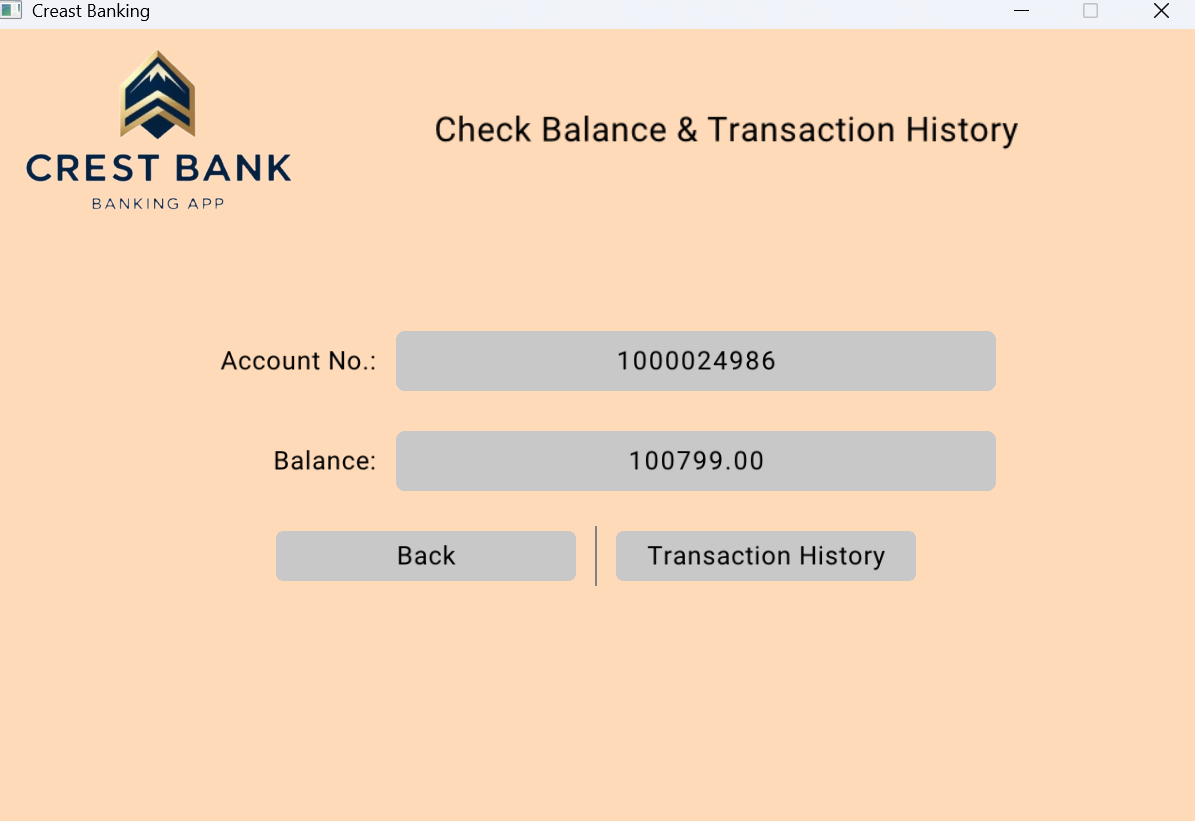 Creast Banking
CREST BANK
BANKING APP
Check Balance & Transaction History
Account No.: 1000024986
Balance: 100799.00
Back Transaction History